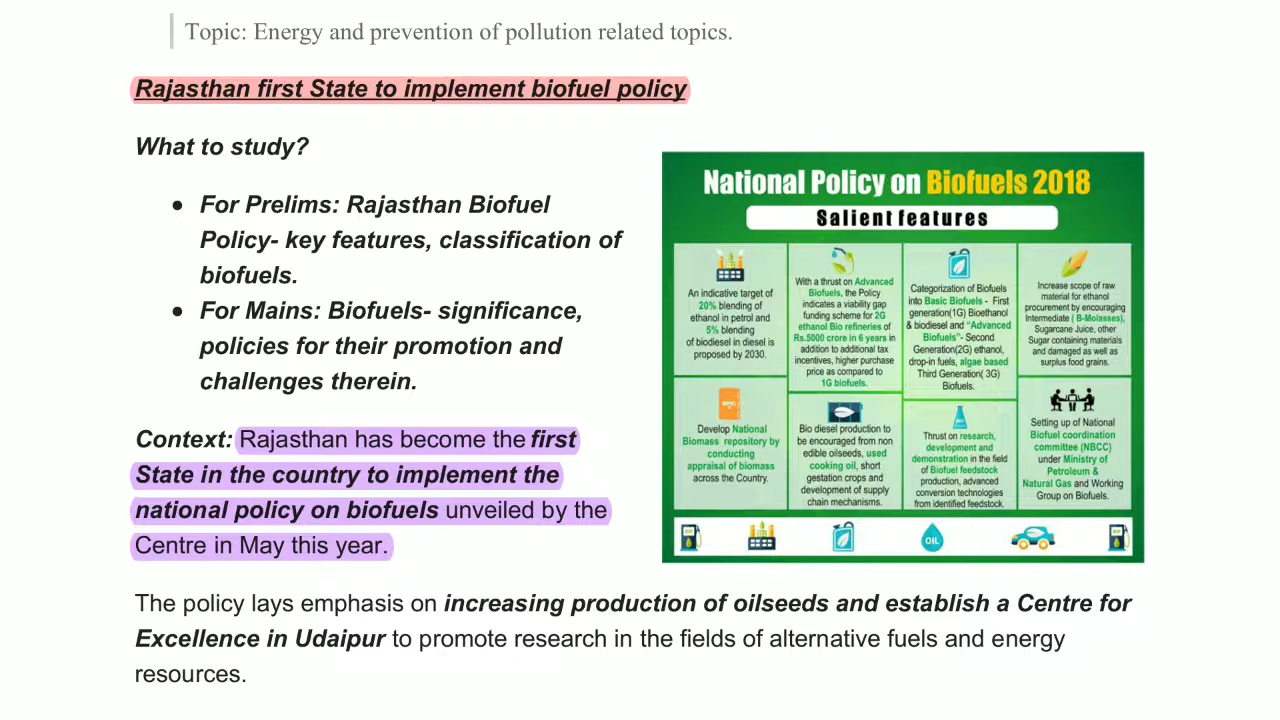 Topic: Energy and prevention of pollution related topics.
Rajasthan first State to implement biofuel policy
What to study?
● For Prelims: Rajasthan Biofuel
Policy- key features, classification of
biofuels.
● For Mains: Biofuels- significance,
policies for their promotion and
challenges therein.
Context: Rajasthan has become the first
State in the country to implement the
national policy on biofuels unveiled by the
Centre in May this year.
National Policy on Biofuels 2018
Salient features
An indicative target of
20% blending of
ethanol in petrol and
5% blending
of biodiesel in diesel is
proposed by 2030.
With a thrust on Advanced
Biofuels, the Policy
indicates a viability gap
funding scheme for 2G
ethanol Bio refineries of
Rs.5000 crore in 6 years in
addition to additional tax
incentives, higher purchase
price as compared to
1G biofuels.
Categorization of Biofuels
into Basic Biofuels - First
generation(1G) Bioethanol
& biodiesel and "Advanced
Biofuels"- Second
Generation(2G) ethanol,
drop-in fuels, algae based
Third Generation( 3G)
Biofuels.
Increase scope of raw
material for ethanol
procurement by encouraging
Intermediate ( B-Molasses),
Sugarcane Juice, other
Sugar containing materials
and damaged as well as
surplus food grains.
Develop National
Biomass repository by
conducting
appraisal of biomass
across the Country.
Bio diesel production to
be encouraged from non
edible oilseeds, used
cooking oil, short
gestation crops and
development of supply
chain mechanisms.
Thrust on research,
development and
demonstration in the field
of Biofuel feedstock
production, advanced
conversion technologies
from identified feedstock.
Setting up of National
Biofuel coordination
committee (NBCC)
under Ministry of
Petroleum &
Natural Gas and Working
Group on Biofuels.
OIL
The policy lays emphasis on increasing production of oilseeds and establish a Centre for
Excellence in Udaipur to promote research in the fields of alternative fuels and energy
resources.